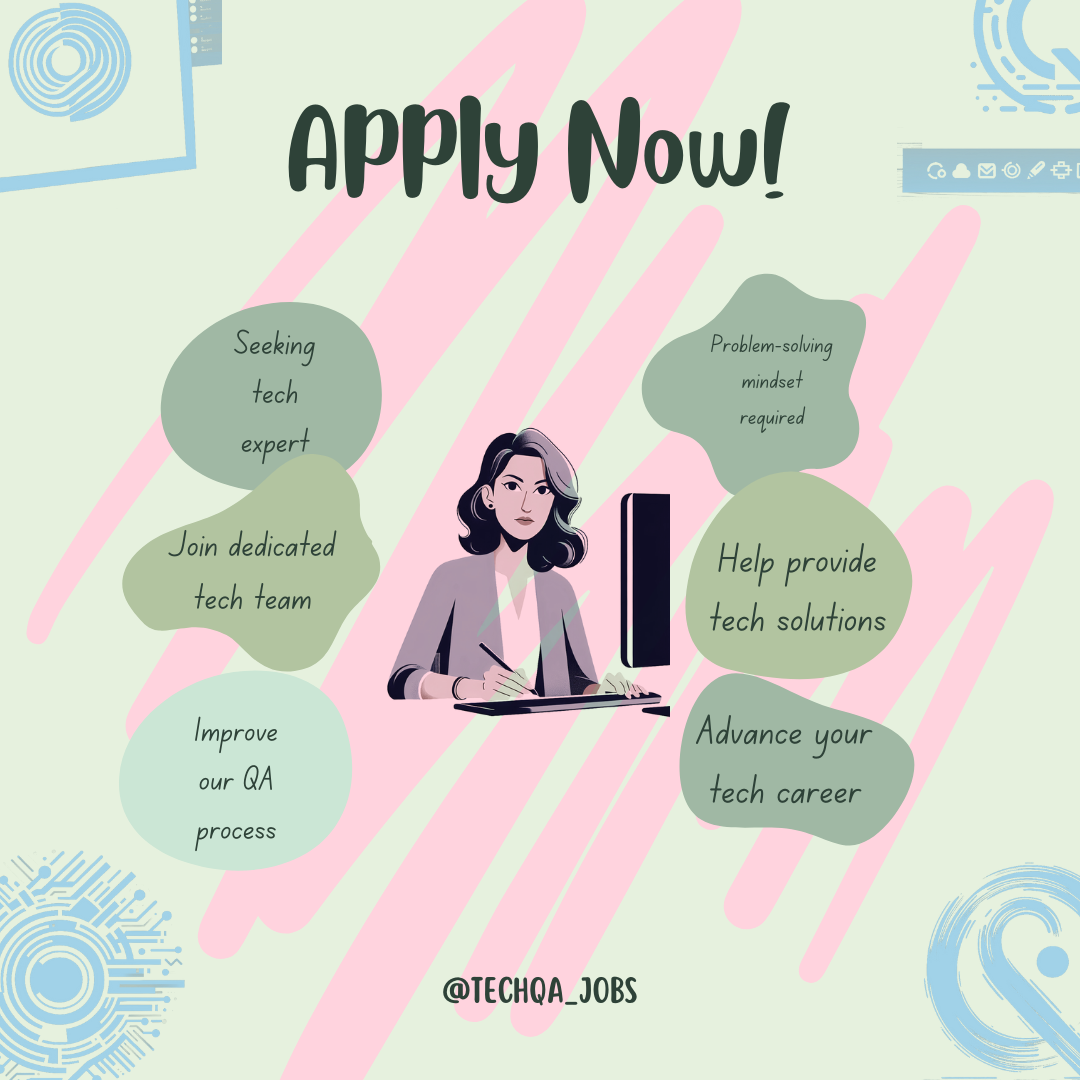 Apply Now!
Seeking
tech
expert
Problem-solving
mindset
required
Join dedicated
tech team
Help provide
tech solutions
Improve
our QA
process
Advance your
tech career
@TECHQA_JOBS